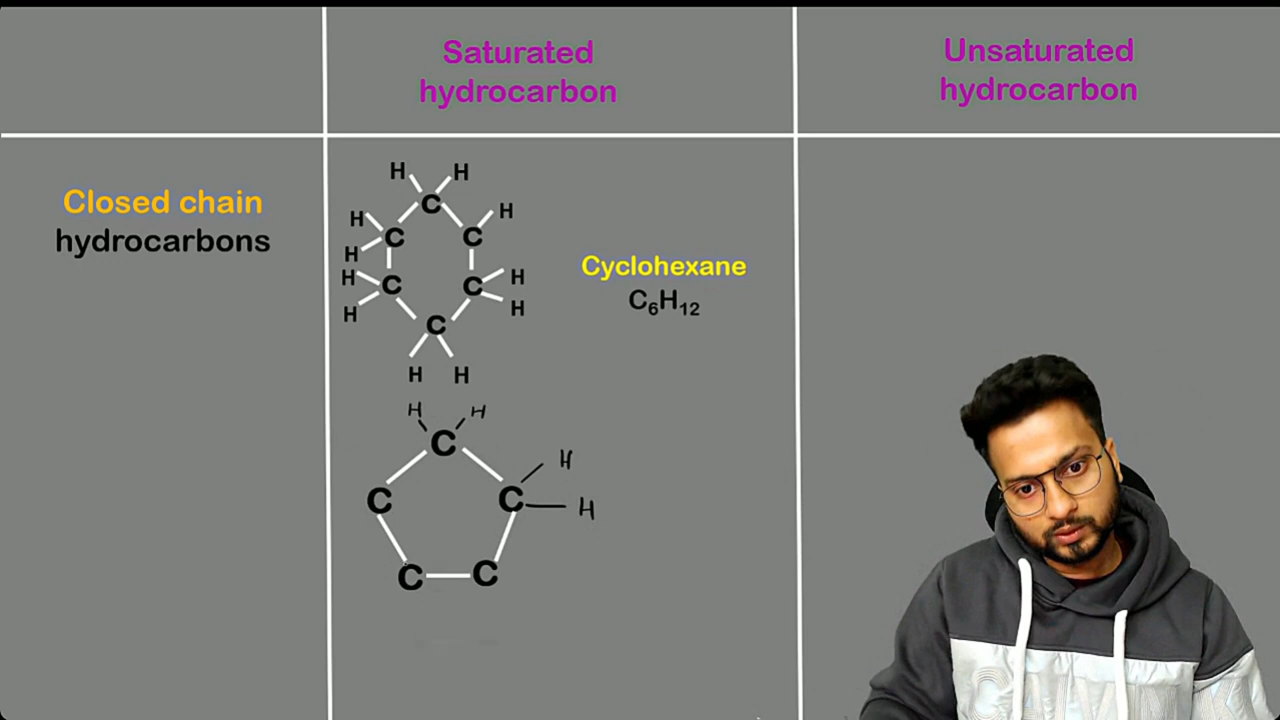 Saturated
hydrocarbon
Unsaturated
hydrocarbon
Closed chain
hydrocarbons
H H
C
H C C H
H
H C C H
H H
C
H H
Cyclohexane
C₆H₁₂
H H
C
H
C C H
C C